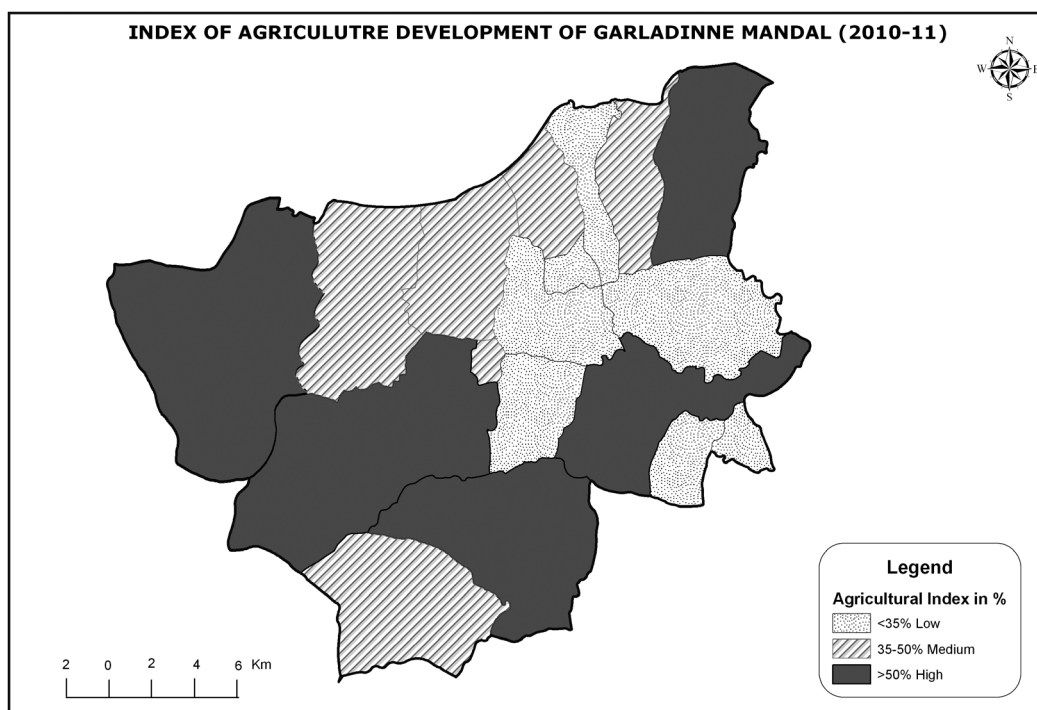 INDEX OF AGRICULUTRE DEVELOPMENT OF GARLADINNE MANDAL (2010-11)
N
W E
S
Legend
Agricultural Index in %
<35% Low
35-50% Medium
>50% High
2 0 2 4 6 Km